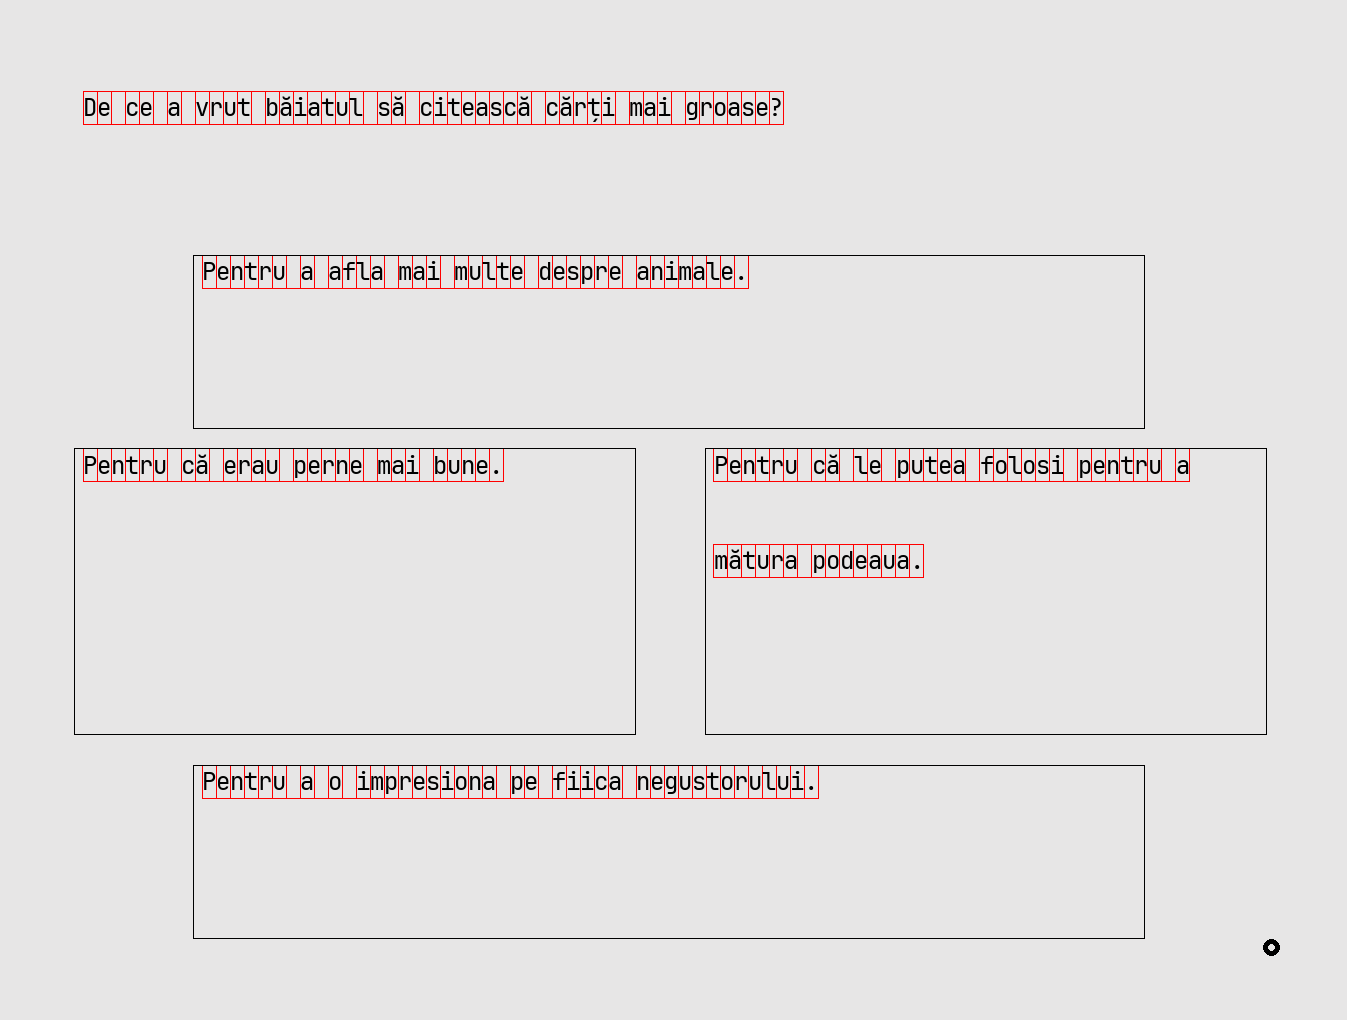 De ce a vrut băiatul să citească cărți mai groase?
Pentru a afla mai multe despre animale.
Pentru că erau perne mai bune.
Pentru că le putea folosi pentru a
mătura podeaua.
Pentru a o impresiona pe fiica negustorului.